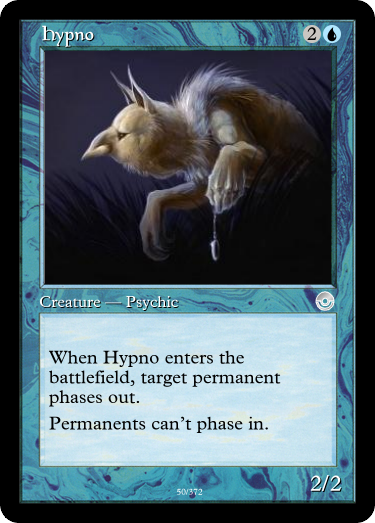 Hypno
2
Creature — Psychic
When Hypno enters the
battlefield, target permanent
phases out.
Permanents can't phase in.
2/2
50/372